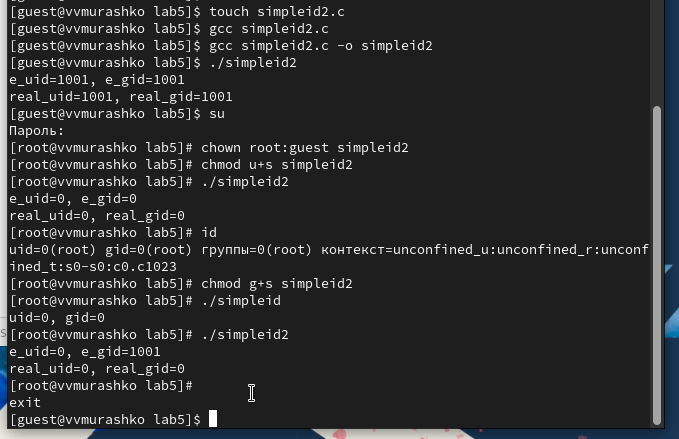 [guest@vvmurashko lab5]$ touch simpleid2.c
[guest@vvmurashko lab5]$ gcc simpleid2.c
[guest@vvmurashko lab5]$ gcc simpleid2.c -o simpleid2
[guest@vvmurashko lab5]$ ./simpleid2
e_uid=1001, e_gid=1001
real_uid=1001, real_gid=1001
[guest@vvmurashko lab5]$ su
Пароль:
[root@vvmurashko lab5]# chown root:guest simpleid2
[root@vvmurashko lab5]# chmod u+s simpleid2
[root@vvmurashko lab5]# ./simpleid2
e_uid=0, e_gid=0
real_uid=0, real_gid=0
[root@vvmurashko lab5]# id
uid=0(root) gid=0(root) группы=0(root) контекст=unconfined_u:unconfined_r:unconf
ined_t:s0-s0:c0.c1023
[root@vvmurashko lab5]# chmod g+s simpleid2
[root@vvmurashko lab5]# ./simpleid
uid=0, gid=0
[root@vvmurashko lab5]# ./simpleid2
e_uid=0, e_gid=1001
real_uid=0, real_gid=0
[root@vvmurashko lab5]#
exit
[guest@vvmurashko lab5]$